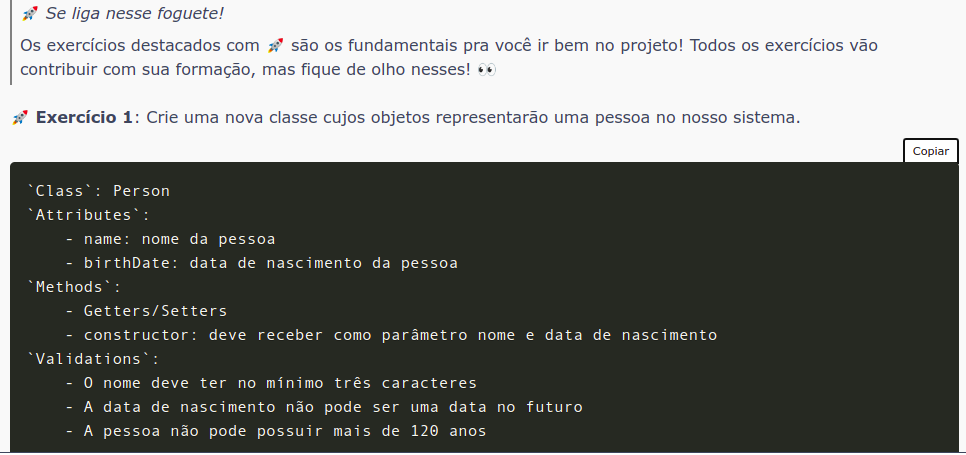 🚀 Se liga nesse foguete!
Os exercícios destacados com 🚀 são os fundamentais pra você ir bem no projeto! Todos os exercícios vão
contribuir com sua formação, mas fique de olho nesses! 👀
🚀 Exercício 1: Crie uma nova classe cujos objetos representarão uma pessoa no nosso sistema.
Copiar
`Class`: Person
`Attributes`:
    - name: nome da pessoa
    - birthDate: data de nascimento da pessoa
`Methods`:
    - Getters/Setters
    - constructor: deve receber como parâmetro nome e data de nascimento
`Validations`:
    - O nome deve ter no mínimo três caracteres
    - A data de nascimento não pode ser uma data no futuro
    - A pessoa não pode possuir mais de 120 anos